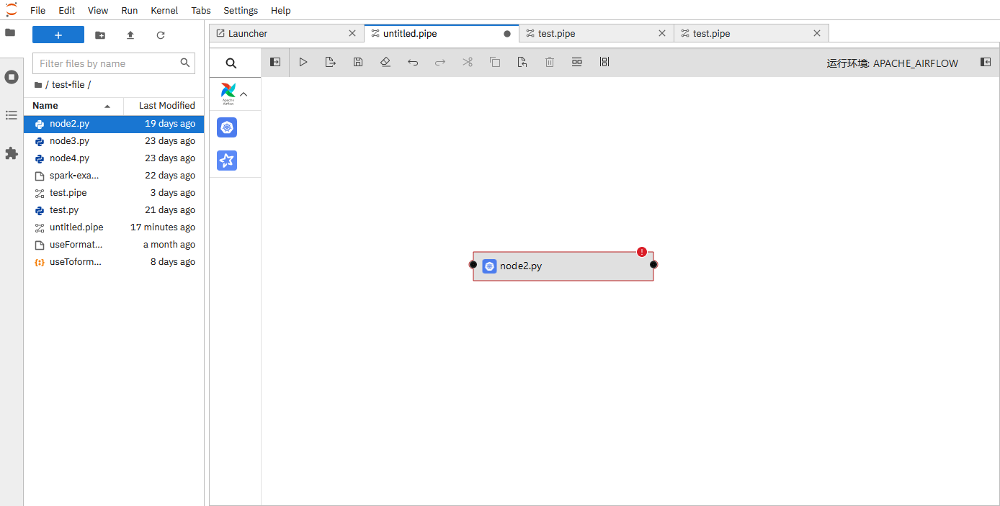 File Edit View Run Kernel Tabs Settings Help
Launcher
untitled.pipe
test.pipe
test.pipe
Filter files by name
/ test-file /
Name Last Modified
node2.py 19 days ago
node3.py 23 days ago
node4.py 23 days ago
spark-exa... 22 days ago
test.pipe 3 days ago
test.py 21 days ago
untitled.pipe 17 minutes ago
useFormat... a month ago
useToform... 8 days ago
运行环境: APACHE_AIRFLOW
Apache
Airflow
node2.py